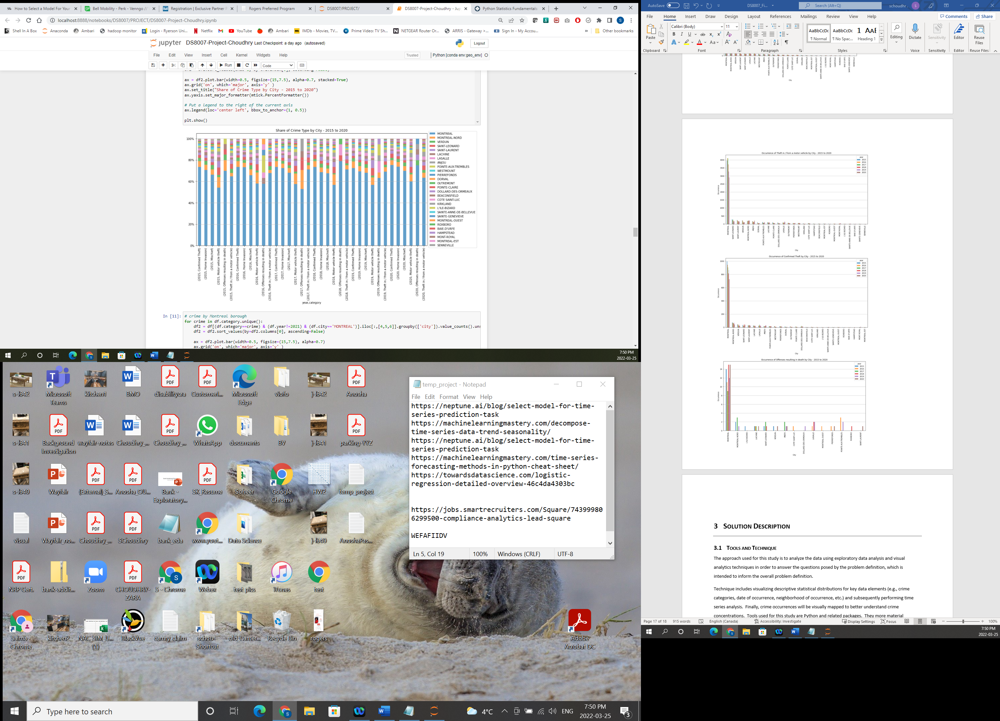 How to Select a Model For Your
Bell Mobility - Perk - Venngo //
Registration | Exclusive Partner P
Rogers Preferred Program
DS8007/PROJECT/
DS8007-Project-Choudhry - Jup
Python Statistics Fundamentals:
localhost:8888/notebooks/DS8007/PROJECT/DS8007-Project-Choudhry.ipynb
Shell In A Box
Anaconda
Ambari
hadoop monitor
Login - Ryerson Uni...
Netflix
YouTube
Ambari
IMDb - Movies, TV...
Prime Video: TV Sh...
NETGEAR Router Or...
ARRIS - Gateway >...
Sign In - My Accou...
Other bookmarks
jupyter DS8007-Project-Choudhry Last Checkpoint: a day ago (autosaved)
Logout
File Edit View Insert Cell Kernel Widgets Help
Trusted
Python [conda env:geo_env]
Run
Code
ax = df2.plot.bar(width=0.5, figsize=(15,7.5), alpha=0.7, stacked=True)
ax.grid('on', which='major', axis='y' )
ax.set_title("Share of Crime Type by City - 2015 to 2020")
ax.yaxis.set_major_formatter(mtick.PercentFormatter())
# Put a legend to the right of the current axis
ax.legend(loc='center left', bbox_to_anchor=(1, 0.5))
plt.show()
Share of Crime Type by City - 2015 to 2020
100%
80%
60%
40%
20%
0%
MONTREAL
MONTREAL-NORD
VERDUN
SAINT-LEONARD
SAINT-LAURENT
LACHINE
LASALLE
ANJOU
POINTE-AUX-TREMBLES
WESTMOUNT
PIERREFONDS
DORVAL
OUTREMONT
POINTE-CLAIRE
DOLLARD-DES-ORMEAUX
BEACONSFIELD
COTE SAINT-LUC
KIRKLAND
L'ILE-BIZARD
SAINTE-ANNE-DE-BELLEVUE
SAINTE-GENEVIEVE
MONTREAL-OUEST
ROXBORO
BAIE-D'URFE
HAMPSTEAD
MONT-ROYAL
MONTREAL-EST
SENNEVILLE
(2015, Confirmed Theft)
(2015, Home Invasion)
(2015, Mischief)
(2015, Motor vehicle theft)
(2015, Offenses resulting in death)
(2015, Theft in / from a motor vehicle)
(2016, Confirmed Theft)
(2016, Home Invasion)
(2016, Mischief)
(2016, Motor vehicle theft)
(2016, Offenses resulting in death)
(2016, Theft in / from a motor vehicle)
(2017, Confirmed Theft)
(2017, Home Invasion)
(2017, Mischief)
(2017, Motor vehicle theft)
(2017, Offenses resulting in death)
(2017, Theft in / from a motor vehicle)
(2018, Confirmed Theft)
(2018, Home Invasion)
(2018, Mischief)
(2018, Motor vehicle theft)
(2018, Offenses resulting in death)
(2018, Theft in / from a motor vehicle)
(2019, Confirmed Theft)
(2019, Home Invasion)
(2019, Mischief)
(2019, Motor vehicle theft)
(2019, Offenses resulting in death)
(2019, Theft in / from a motor vehicle)
(2020, Confirmed Theft)
(2020, Home Invasion)
(2020, Mischief)
(2020, Motor vehicle theft)
(2020, Offenses resulting in death)
(2020, Theft in / from a motor vehicle)
year,category
In [11]:
# crime by Montreal borough
for crime in df.category.unique():
df2 = df[(df.category==crime) & (df.year!=2021) & (df.city=='MONTREAL')].iloc[:,[4,5,6]].groupby(['city']).value_counts().uns
df2 = df2.sort_values(by=df2.columns[0], ascending=False)
ax = df2.plot.bar(width=0.5, figsize=(15,7.5), alpha=0.7)
ax.grid('on', which='major', axis='y' )
7:50 PM
2022-03-25
AutoSave
DS8007_Fi...
Search (Alt+Q)
schoudhr .
File Home Insert Draw Design Layout References Mailings Review View Help
Comments
Share
Paste
Calibri (Body)
11
AaBbCcDc
¶ Normal
AaBbCcDc
¶ No Spac...
1 AaE
Heading 1
Editing
Dictate
Sensitivity
Editor
Reuse Files
Clipboard
Font
Paragraph
Styles
Voice
Sensitivity
Editor
Reuse Files
City
Occurrence of Theft in / from a motor vehicle by City - 2015 to 2020
Occurrence of Confirmed Theft by City - 2015 to 2020
Occurrence of Offenses resulting in death by City - 2015 to 2020
3 SOLUTION DESCRIPTION
3.1 TOOLS AND TECHNIQUE
The approach used for this study is to analyze the data using exploratory data analysis and visual
analytics techniques in order to answer the questions posed by the problem definition, which is
intended to inform the overall problem definition.
Technique includes visualizing descriptive statistical distributions for key data elements (e.g., crime
categories, date of occurrence, neighborhood of occurrence, etc.) and subsequently performing time
series analysis. Finally, crime occurrences will be visually mapped to better understand crime
concentrations. Tools used for this study are Python and related packages. They more material
Page 17 of 18
915 words
English (Canada)
Accessibility: Investigate
Display Settings
Focus
100%
7:50 PM
2022-03-25
s-l642
Microsoft Teams
kitchen1
BMO
disabilitycra
CustomerI...
Microsoft Edge
viofo
j-l642
Anosha
s-l641
Background Investigation
wayfair-notes
Choudhry_...
Choudhry_...
WhatsApp
documents
BV
j-l641
parking-YYZ
s-l640
Wayfair
(External)_S...
Anosha_OU...
Bank - Exploratory...
SK_Resume
Soheer
Google Chrome
HW2
temp_project
visual
Wayfair_no...
Choudhry_...
SChoudhry
bank_eda
www.yout...
Data Science
j-l640
AnoshaPas...
NRP Cert.
bank-addit...
Zoom
CHOUDHRY-ZARA
S - Chrome
Webex
test pics
iTunes
test
Saima - Chrome
kitchen2
NAC_SIM_U... (1)
BlackVue
camry_claim
schou - Shortcut
old_Camer...
Recycle Bin
rogers
Adobe Acrobat DC
temp_project - Notepad
File Edit Format View Help
https://neptune.ai/blog/select-model-for-time-
series-prediction-task
https://machinelearningmastery.com/decompose-
time-series-data-trend-seasonality/
https://neptune.ai/blog/select-model-for-time-
series-prediction-task
https://machinelearningmastery.com/time-series-
forecasting-methods-in-python-cheat-sheet/
https://towardsdatascience.com/logistic-
regression-detailed-overview-46c4da4303bc
https://jobs.smartrecruiters.com/Square/74399980
6299500-compliance-analytics-lead-square
WEFAFIIDV
Ln 5, Col 19
100%
Windows (CRLF)
UTF-8
Type here to search
4°C
ENG
7:50 PM
2022-03-25
3